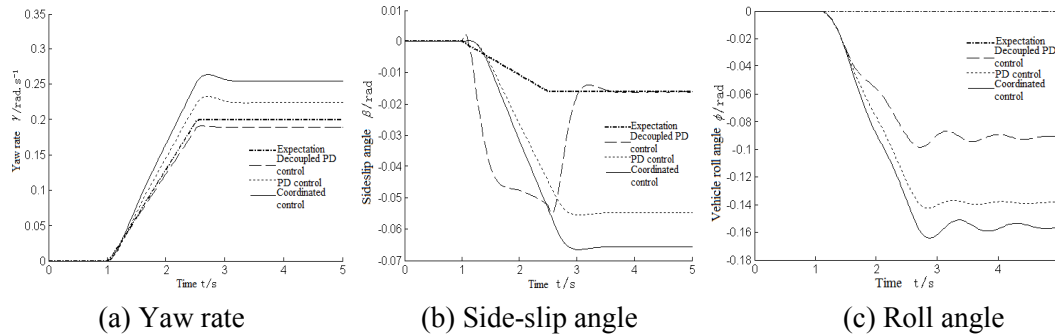 0.35
0.3
0.25
0.2
0.15
0.1
0.05
0
0
1
2
3
4
5
Yaw rate γ/rad.s⁻¹
Time t/s
Expectation
Decoupled PD
control
PD control
Coordinated
control
(a) Yaw rate
0.01
0.00
-0.01
-0.02
-0.03
-0.04
-0.05
-0.06
-0.07
0
1
2
3
4
5
Sideslip angle β/rad
Time t/s
Expectation
Decoupled PD
control
PD control
Coordinated
control
(b) Side-slip angle
0
-0.02
-0.04
-0.06
-0.08
-0.1
-0.12
-0.14
-0.16
-0.18
0
1
2
3
4
5
Vehicle roll angle ϕ/rad
Time t/s
Expectation
Decoupled PD
control
PD control
Coordinated
control
(c) Roll angle